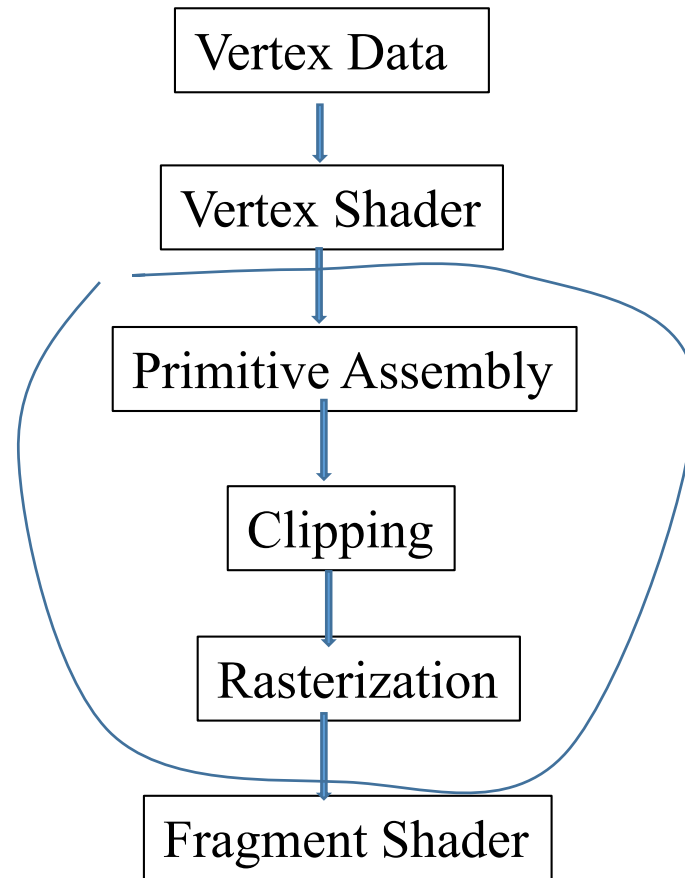 Vertex Data
Vertex Shader
Primitive Assembly
Clipping
Rasterization
Fragment Shader